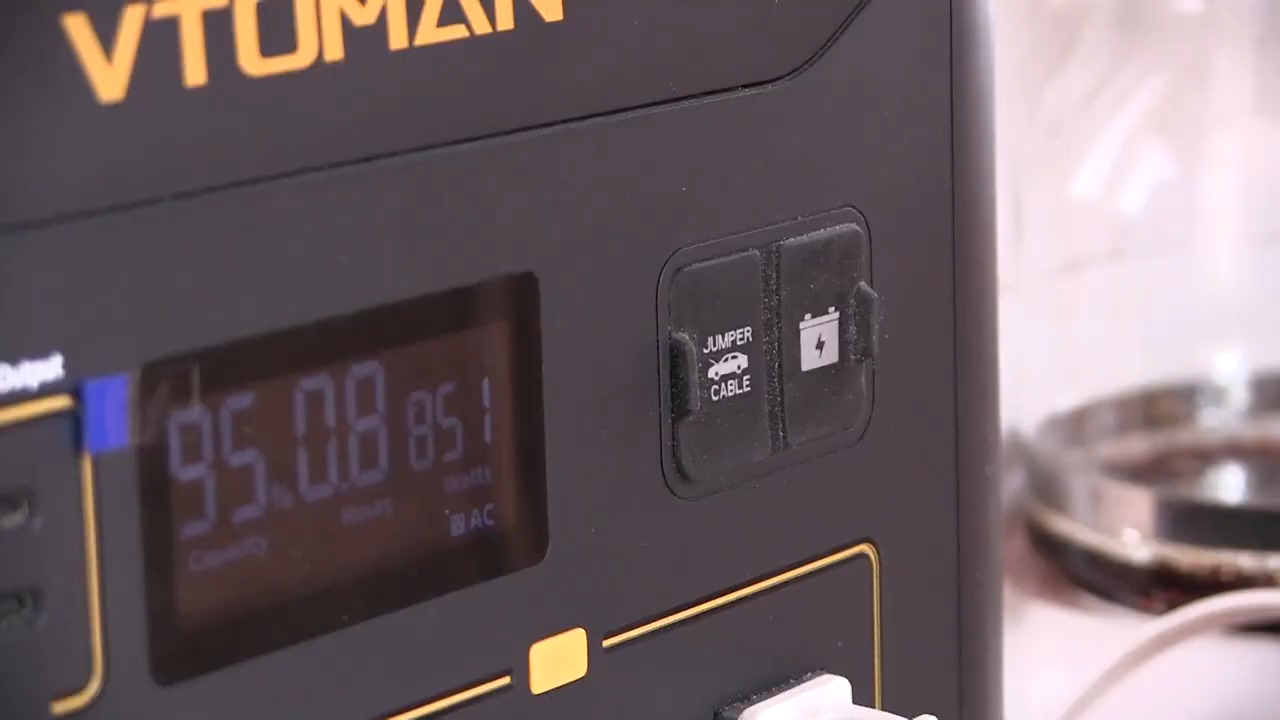 VTOMAN
Output
JUMPER
CABLE
95% 0.8 851
Capacity Hours Watts
AC